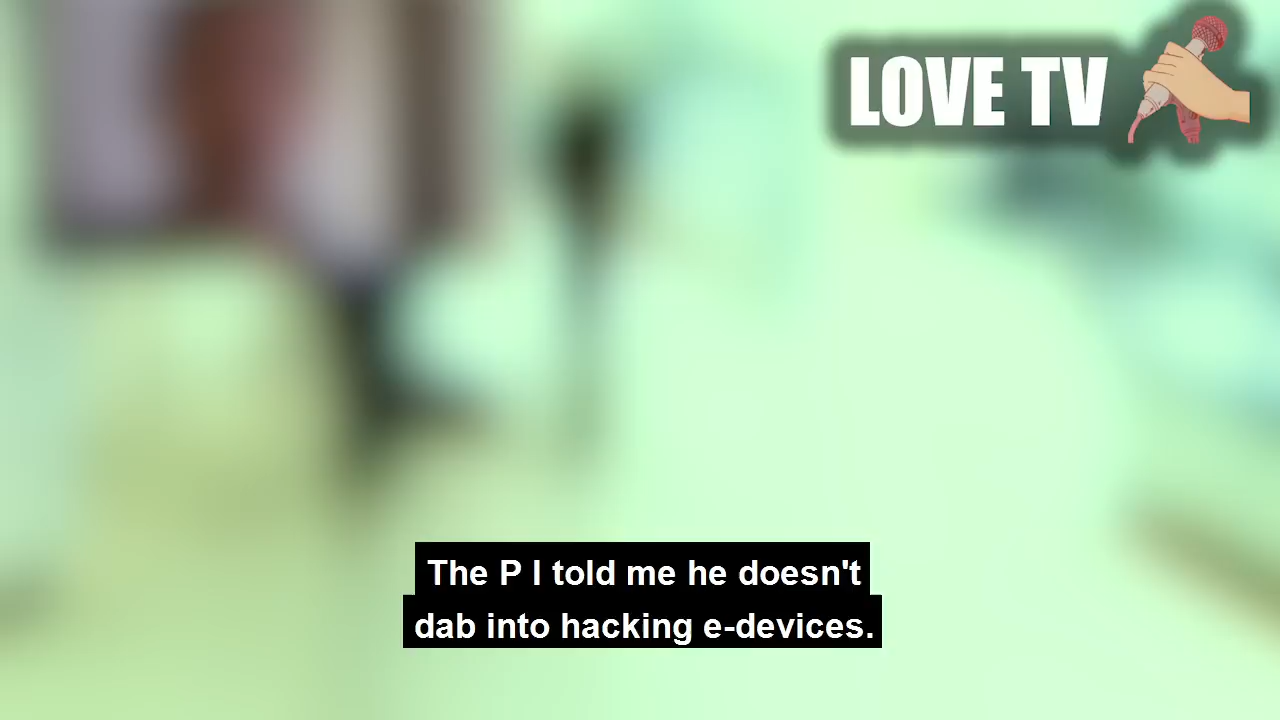 LOVE TV
The P I told me he doesn't
dab into hacking e-devices.